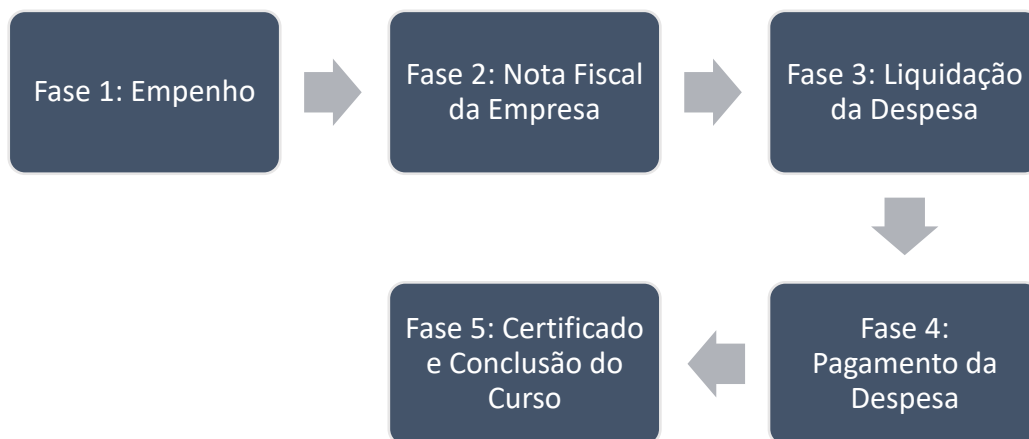 Fase 1: Empenho
Fase 2: Nota Fiscal
da Empresa
Fase 3: Liquidação
da Despesa
Fase 4:
Pagamento da
Despesa
Fase 5: Certificado
e Conclusão do
Curso